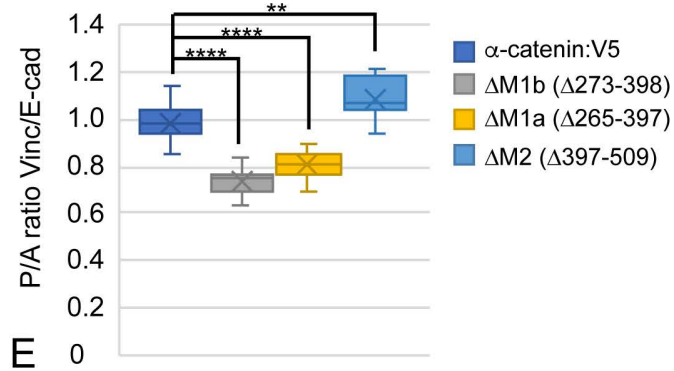 **
****
****
1.4
1.2
1.0
0.8
0.6
0.4
0.2
0
P/A ratio Vinc/E-cad
α-catenin:V5
ΔM1b (Δ273-398)
ΔM1a (Δ265-397)
ΔM2 (Δ397-509)
E